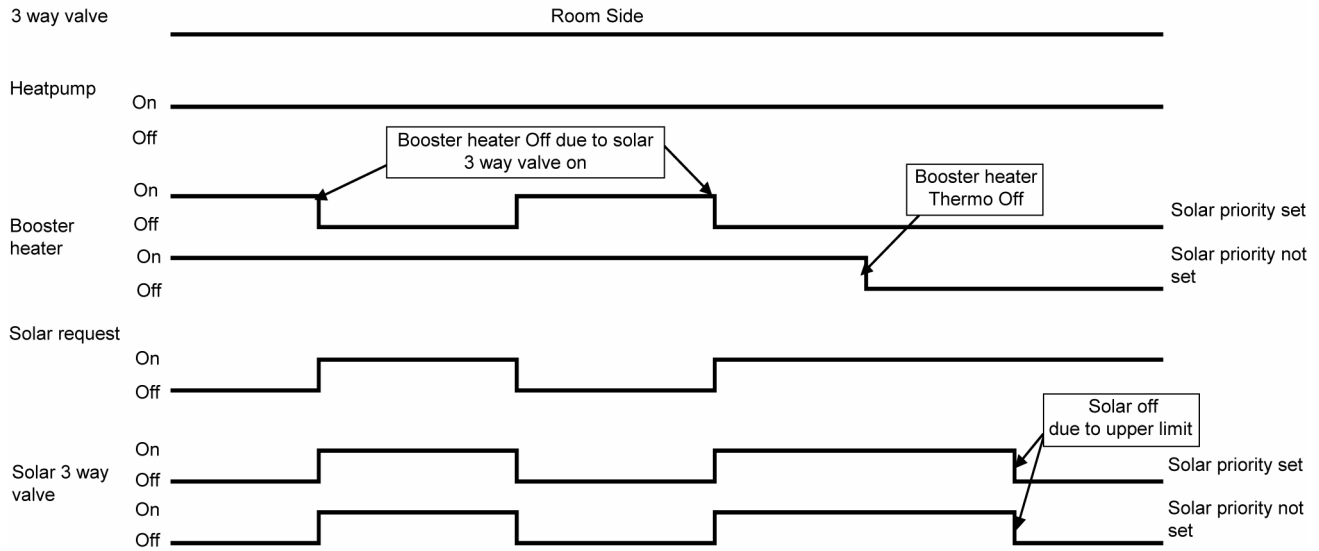 3 way valve
Room Side
Heatpump
On
Off
Booster heater Off due to solar
3 way valve on
On
Booster heater
Thermo Off
Off
Solar priority set
Booster
heater
On
Solar priority not
set
Off
Solar request
On
Off
Solar off
due to upper limit
On
Solar 3 way
valve
Off
Solar priority set
On
Solar priority not
set
Off